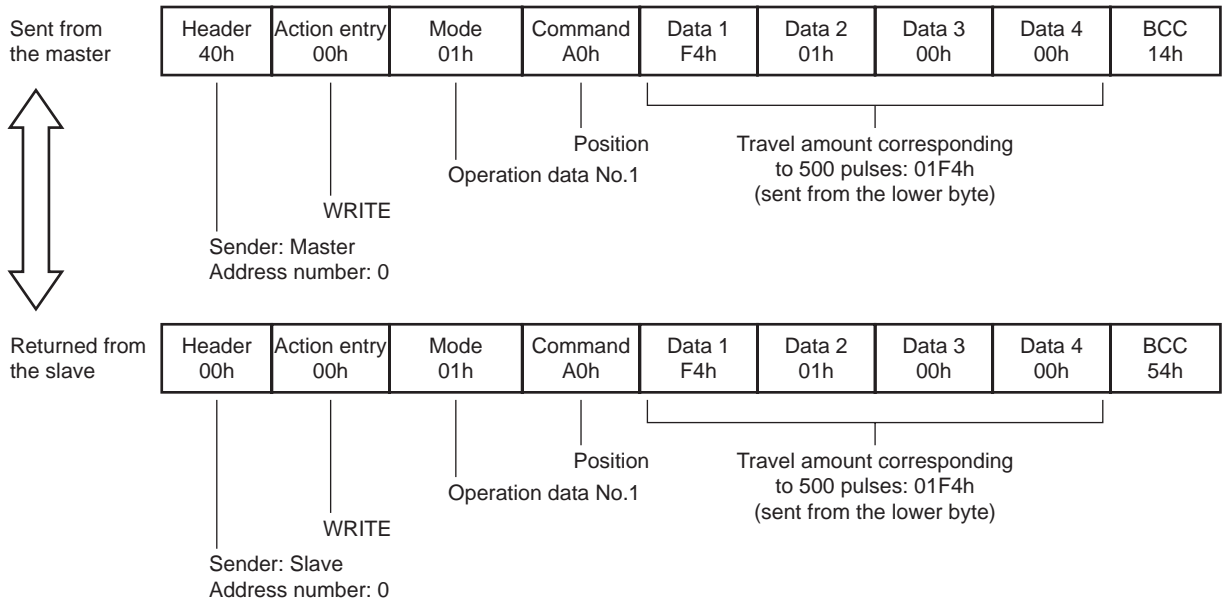 Sent from
the master
Header
40h
Action entry
00h
Mode
01h
Command
A0h
Data 1
F4h
Data 2
01h
Data 3
00h
Data 4
00h
BCC
14h
Position
Operation data No.1
WRITE
Sender: Master
Address number: 0
Travel amount corresponding
to 500 pulses: 01F4h
(sent from the lower byte)
Returned from
the slave
Header
00h
Action entry
00h
Mode
01h
Command
A0h
Data 1
F4h
Data 2
01h
Data 3
00h
Data 4
00h
BCC
54h
Position
Operation data No.1
WRITE
Sender: Slave
Address number: 0
Travel amount corresponding
to 500 pulses: 01F4h
(sent from the lower byte)